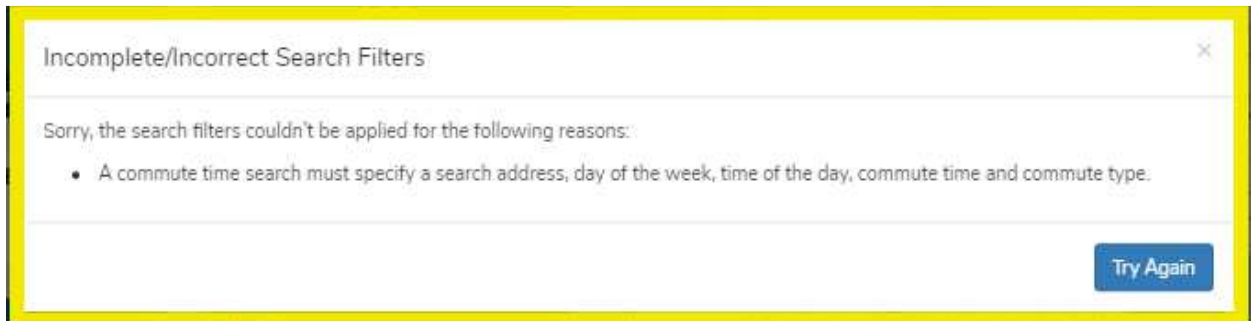 Incomplete/Incorrect Search Filters
×
Sorry, the search filters couldn't be applied for the following reasons:
• A commute time search must specify a search address, day of the week, time of the day, commute time and commute type.
Try Again